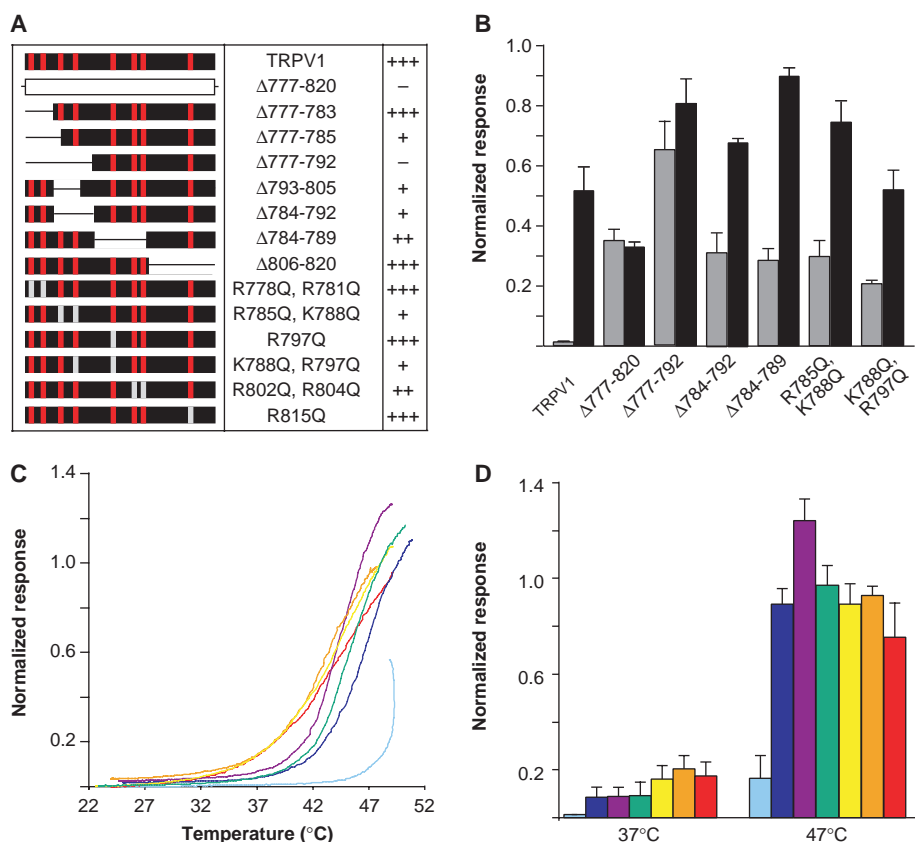 A
TRPV1 +++
Δ777-820 –
Δ777-783 +++
Δ777-785 +
Δ777-792 –
Δ793-805 +
Δ784-792 +
Δ784-789 ++
Δ806-820 +++
R778Q, R781Q +++
R785Q, K788Q +
R797Q +++
K788Q, R797Q +
R802Q, R804Q ++
R815Q +++
B
Normalized response
1.0
0.8
0.6
0.4
0.2
TRPV1
Δ777-820
Δ777-792
Δ784-792
Δ784-789
R785Q,
K788Q
K788Q,
R797Q
C
Normalized response
1.4
1.0
0.6
0.2
22 27 32 37 42 47 52
Temperature (°C)
D
Normalized response
1.4
1.0
0.6
0.2
37°C 47°C